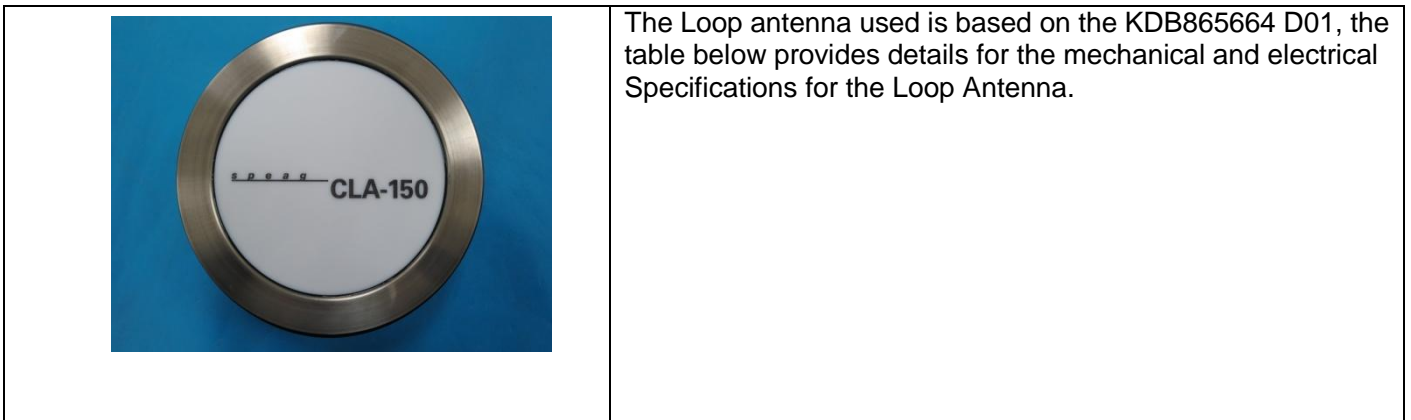 speag
CLA-150
The Loop antenna used is based on the KDB865664 D01, the
table below provides details for the mechanical and electrical
Specifications for the Loop Antenna.